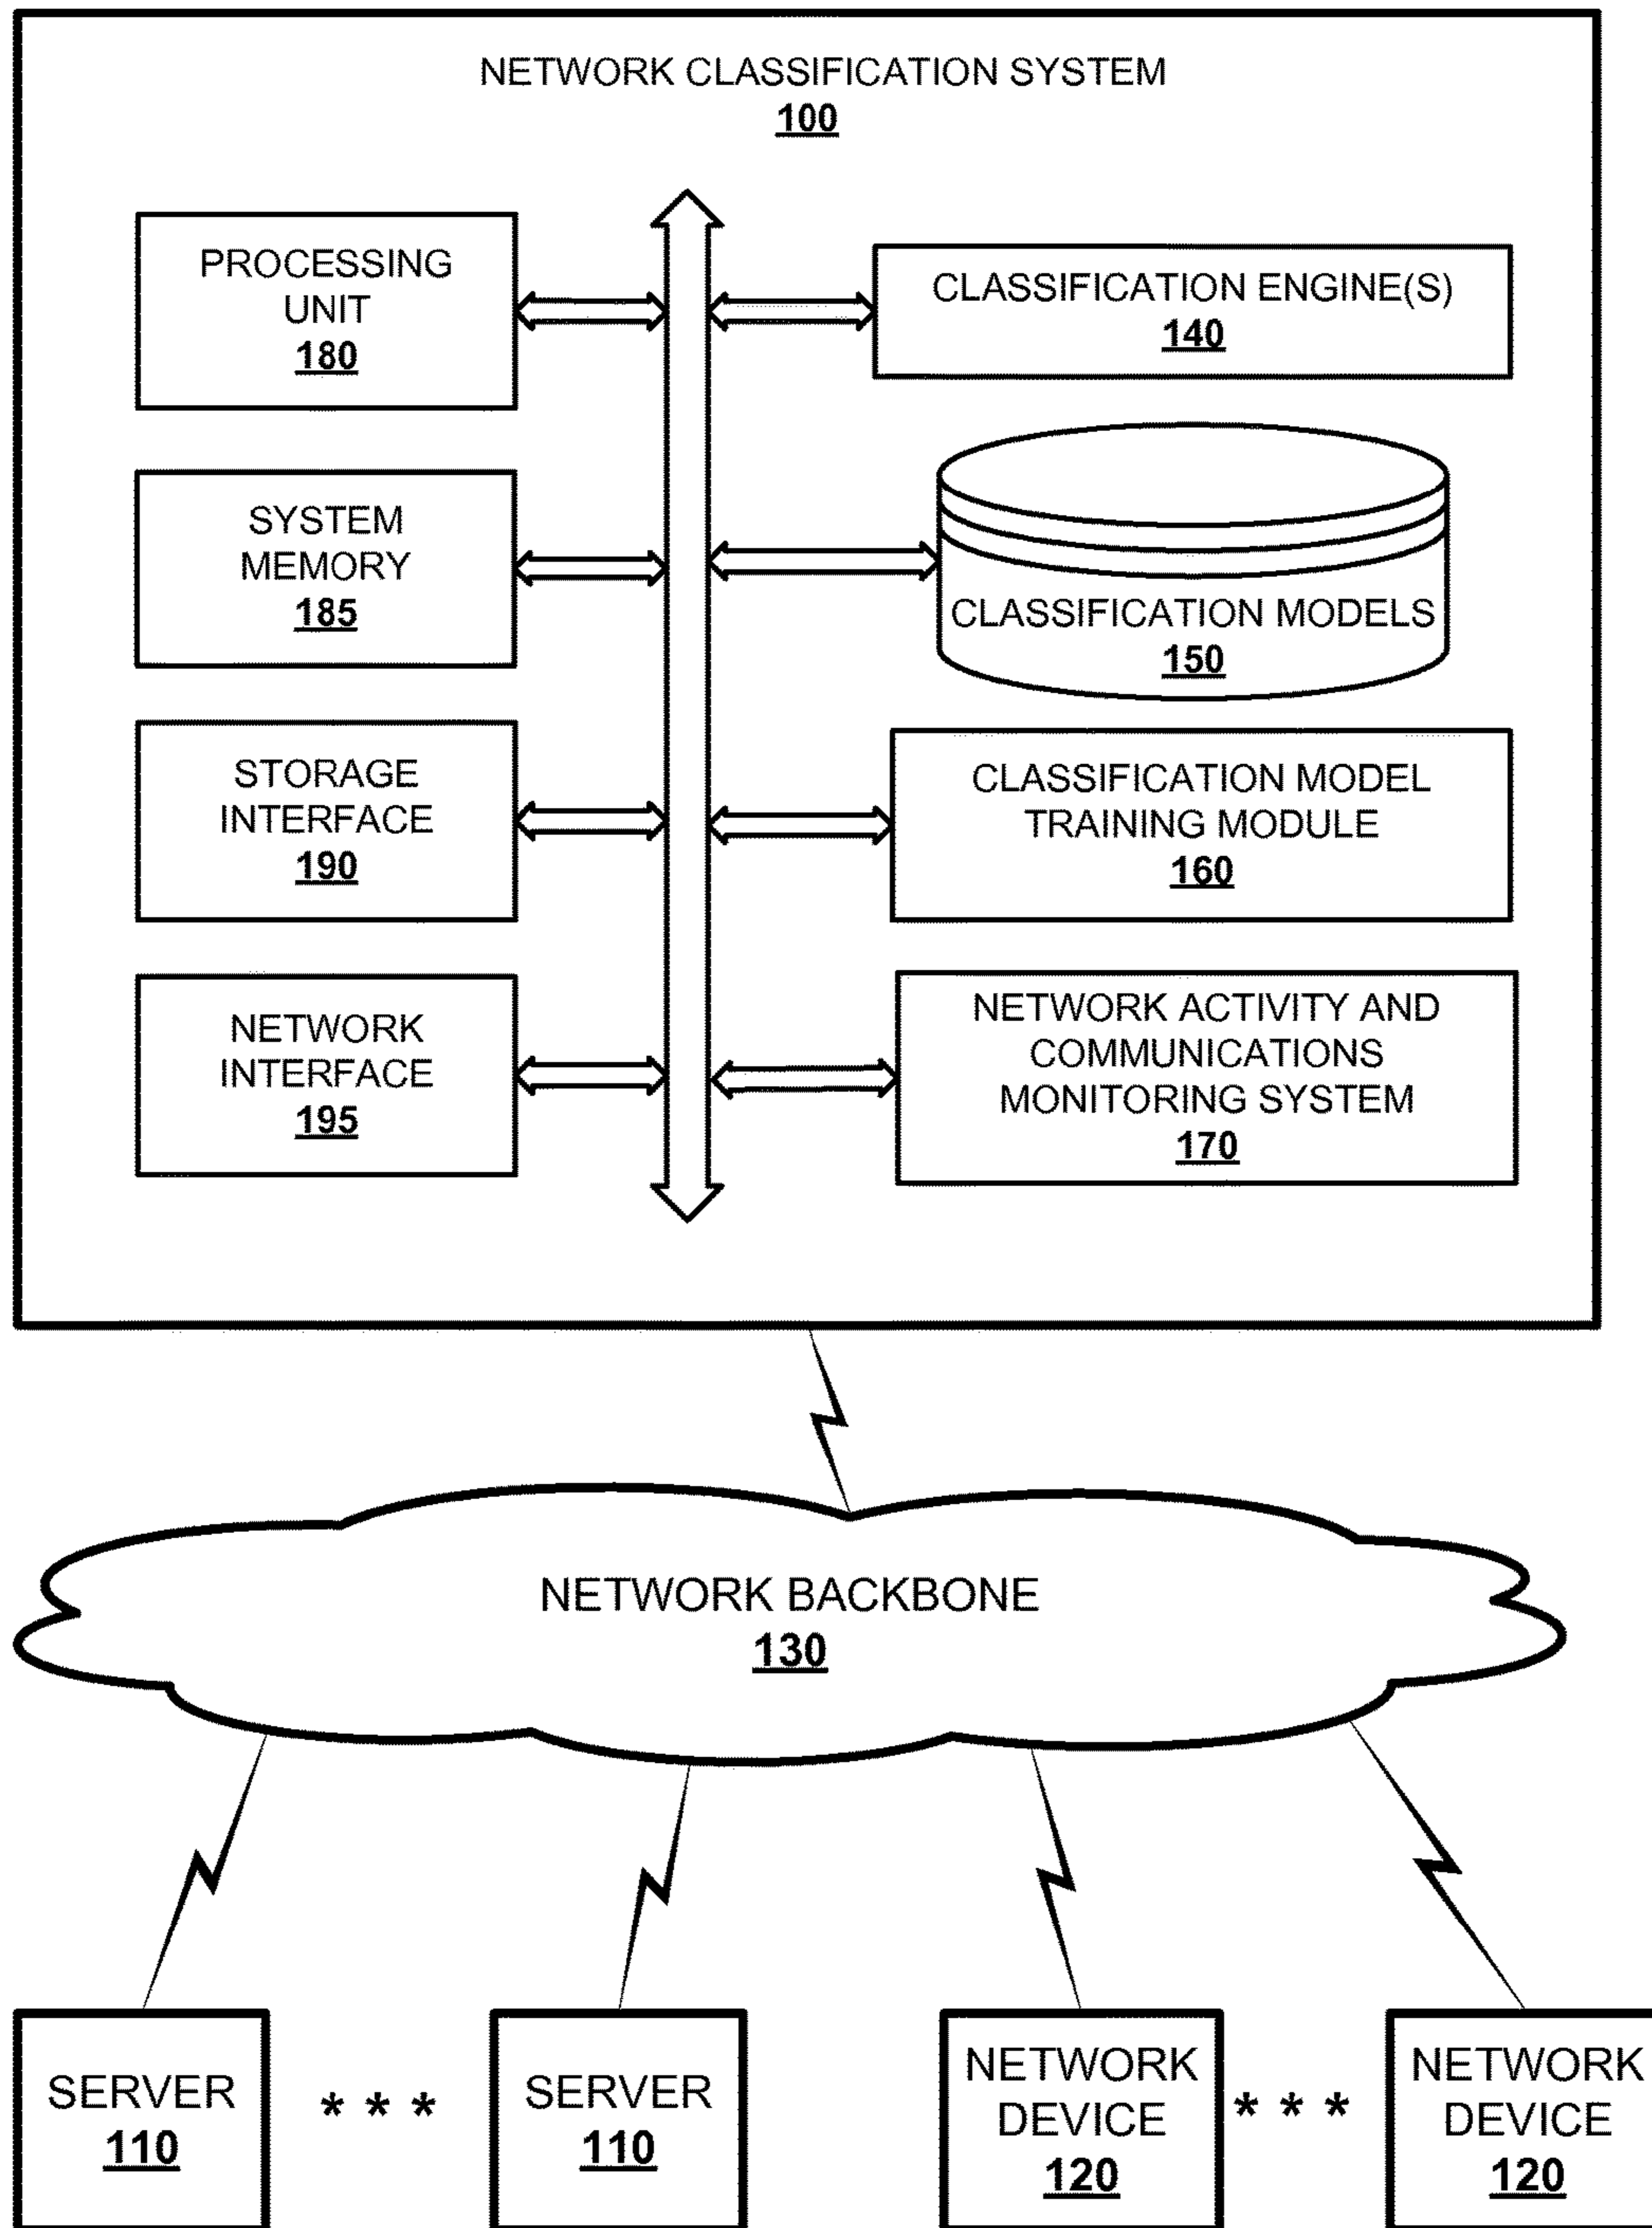 NETWORK CLASSIFICATION SYSTEM
100
PROCESSING
UNIT
180
CLASSIFICATION ENGINE(S)
140
SYSTEM
MEMORY
185
CLASSIFICATION MODELS
150
STORAGE
INTERFACE
190
CLASSIFICATION MODEL
TRAINING MODULE
160
NETWORK
INTERFACE
195
NETWORK ACTIVITY AND
COMMUNICATIONS
MONITORING SYSTEM
170
NETWORK BACKBONE
130
SERVER
110
* * *
SERVER
110
NETWORK
DEVICE
120
* * *
NETWORK
DEVICE
120